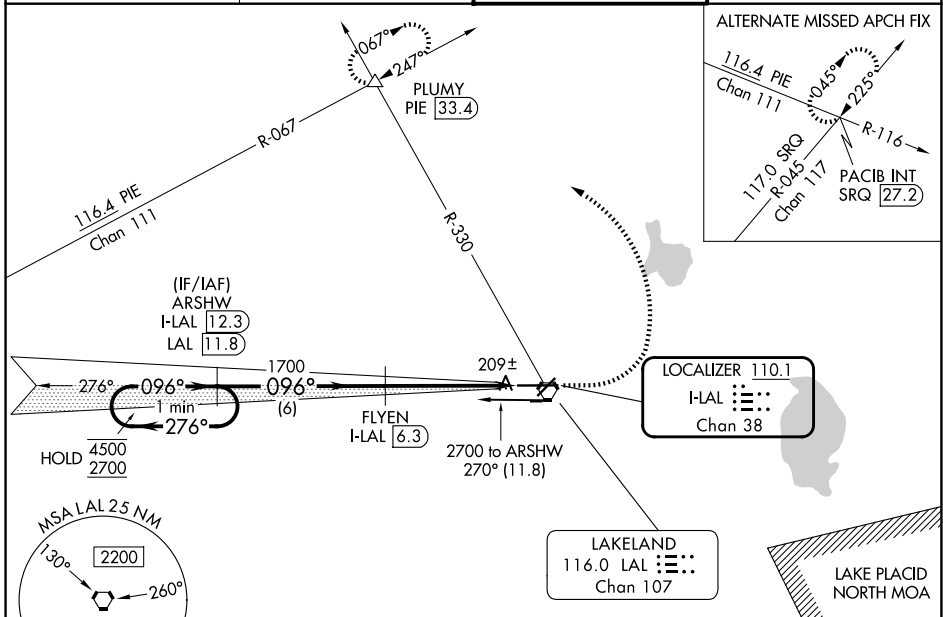 ALTERNATE MISSED APCH FIX
116.4 PIE
Chan 111
045°
225°
R-116
117.0 SRQ
R-045
Chan 117
PACIB INT
SRQ 27.2
067°
247°
PLUMY
PIE 33.4
R-067
116.4 PIE
Chan 111
R-330
(IF/IAF)
ARSHW
I-LAL 12.3
LAL 11.8
1700
209±
276°
096°
096°
1 min
(6)
276°
FLYEN
I-LAL 6.3
HOLD 4500
2700
2700 to ARSHW
270° (11.8)
LOCALIZER 110.1
I-LAL
Chan 38
MSA LAL 25 NM
2200
130°
260°
LAKELAND
116.0 LAL
Chan 107
LAKE PLACID
NORTH MOA